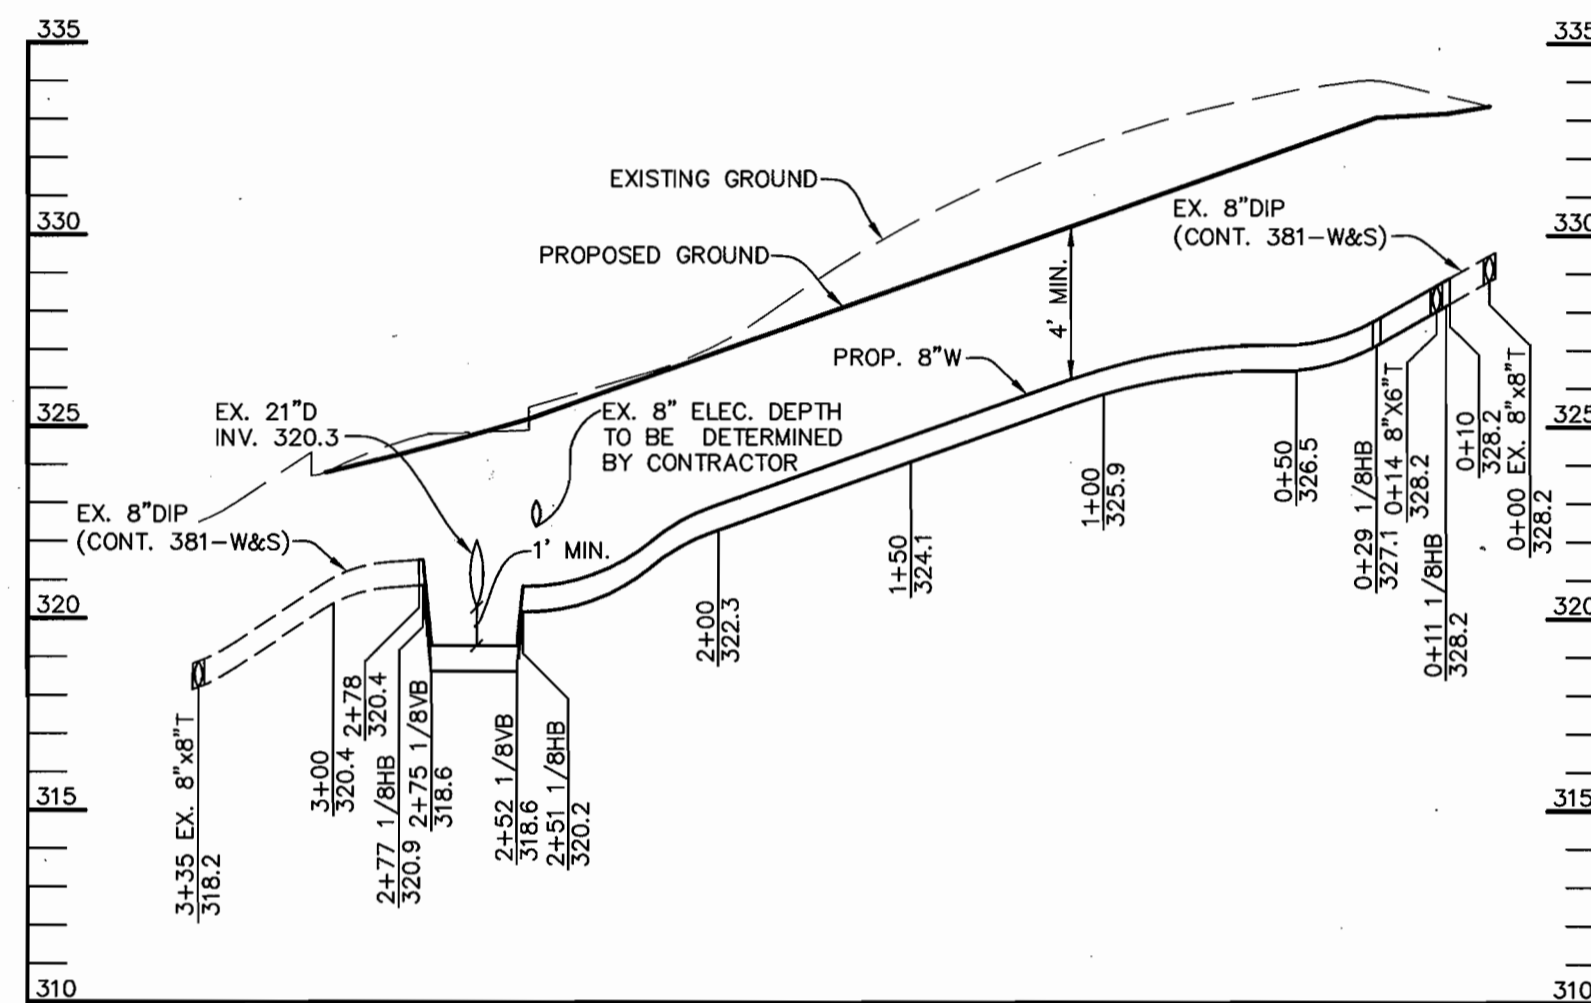 335
335
330
330
325
325
320
320
315
315
310
310
EXISTING GROUND
PROPOSED GROUND
EX. 8"DIP
(CONT. 381-W&S)
4' MIN.
PROP. 8"W
EX. 21"D
INV. 320.3
EX. 8" ELEC. DEPTH
TO BE DETERMINED
BY CONTRACTOR
EX. 8"DIP
(CONT. 381-W&S)
1' MIN.
3+35 EX. 8"x8"T
318.2
3+00
320.4
2+78
320.4
2+77 1/8HB
320.9
2+75 1/8VB
318.6
2+52 1/8VB
318.6
2+51 1/8HB
320.2
2+00
322.3
1+50
324.1
1+00
325.9
0+50
326.5
0+29 1/8HB
327.1
0+14 8"X6"T
328.2
0+11 1/8HB
328.2
0+10
328.2
0+00 EX. 8"x8"T
328.2